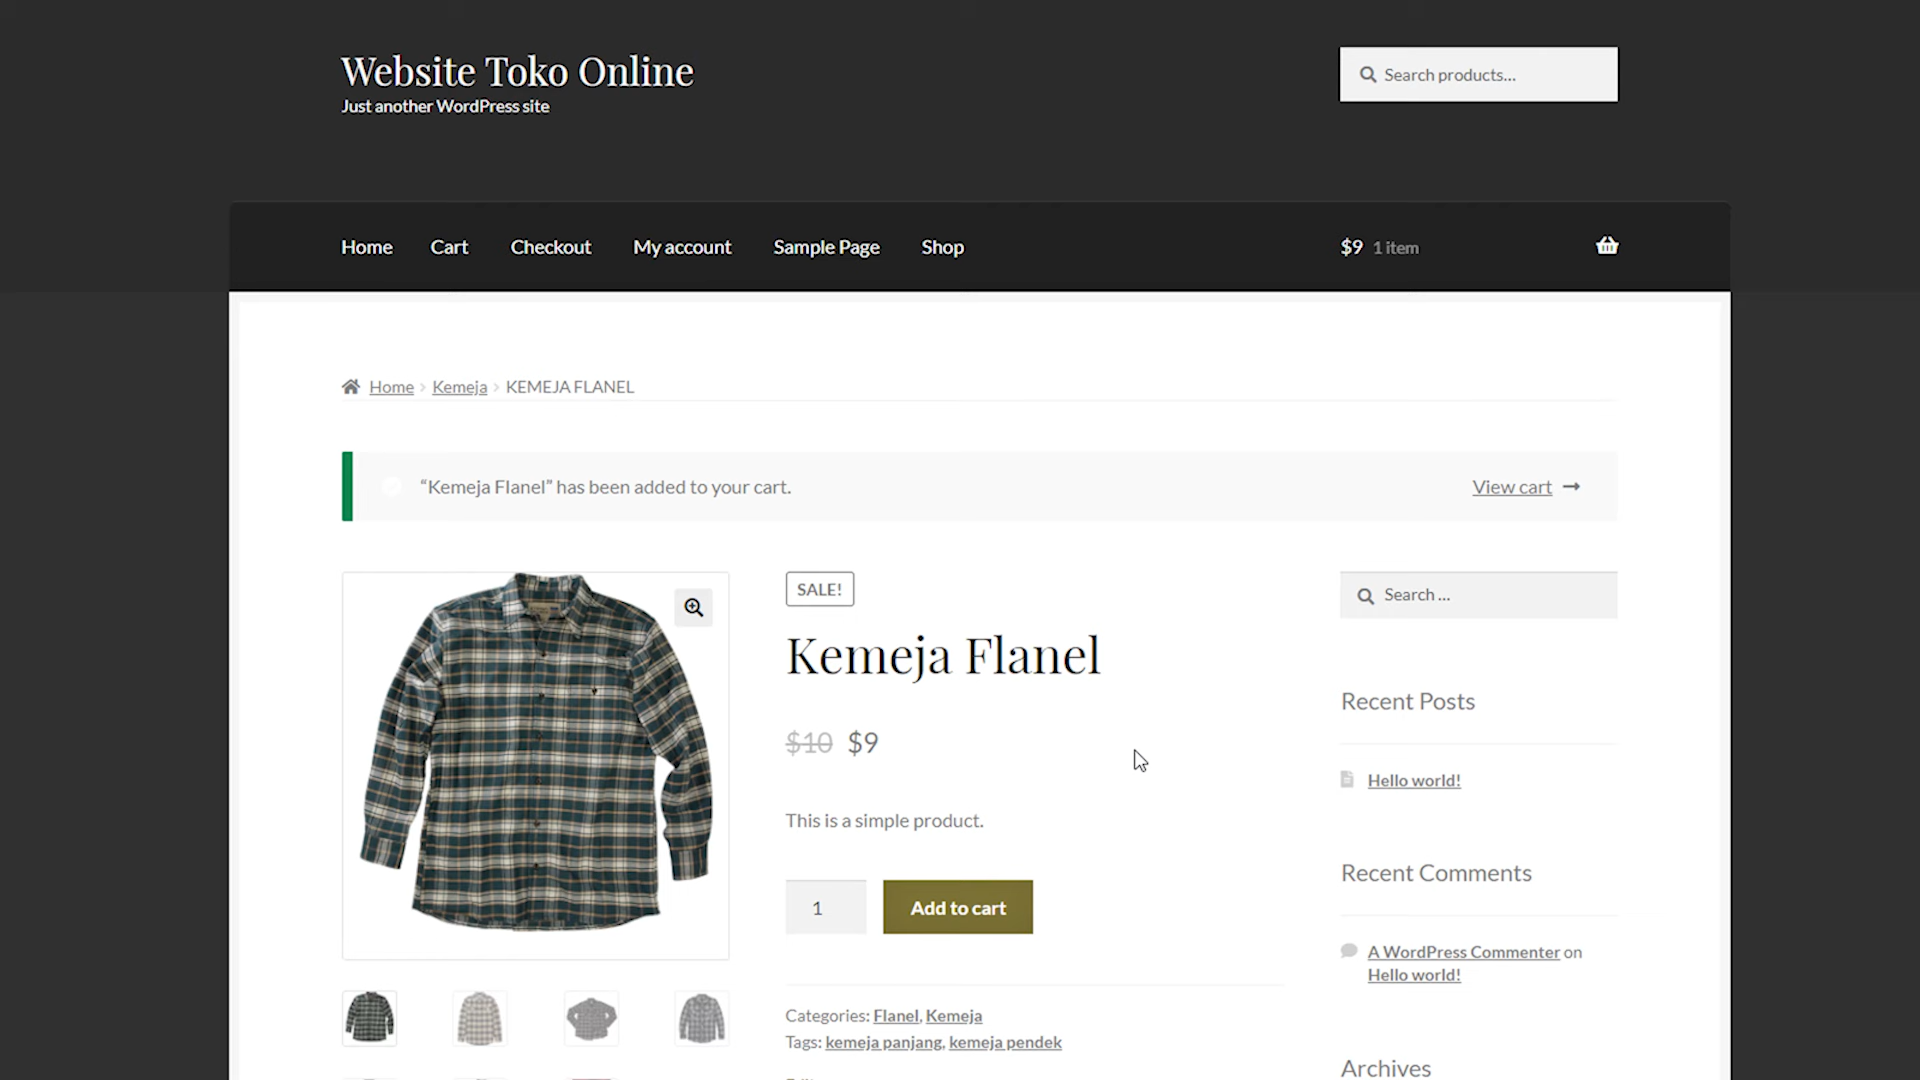 Website Toko Online
Just another WordPress site
Search products...
Home Cart Checkout My account Sample Page Shop
$9 1 item
Home › Kemeja › KEMEJA FLANEL
“Kemeja Flanel” has been added to your cart.
View cart →
SALE!
Kemeja Flanel
$10 $9
This is a simple product.
1 Add to cart
Categories: Flanel, Kemeja
Tags: kemeja panjang, kemeja pendek
Search ...
Recent Posts
Hello world!
Recent Comments
A WordPress Commenter on
Hello world!
Archives